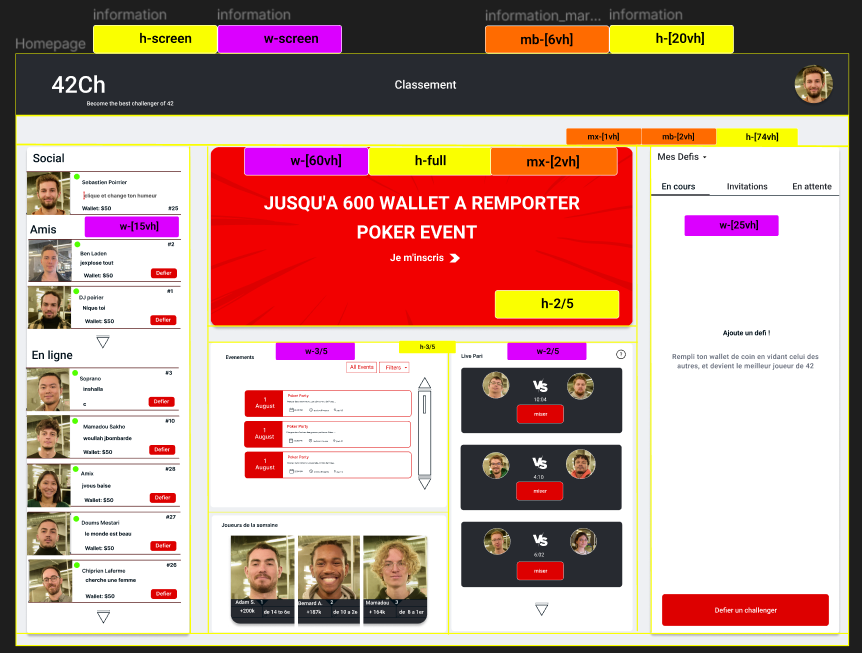 information
information
information_mar...
information
Homepage
h-screen
w-screen
mb-[6vh]
h-[20vh]
42Ch
Become the best challenger of 42
Classement
mx-[1vh]
mb-[2vh]
h-[74vh]
Social
Sebastien Poirrier
clique et change ton humeur
Wallet: $50
#25
w-[15vh]
Amis
#2
Ben Laden
jexplose tout
Wallet: $50
Defier
#1
DJ poirier
Nique toi
Wallet: $50
Defier
En ligne
#3
Soprano
inshalla
c
Defier
#10
Mamadou Sakho
woullah jbombarde
Wallet: $50
Defier
#28
Amix
jvous baise
Wallet: $50
Defier
#27
Doums Mestari
le monde est beau
Wallet: $50
Defier
#26
Chiprien Laferme
cherche une femme
Wallet: $50
Defier
w-[60vh]
h-full
mx-[2vh]
JUSQU'A 600 WALLET A REMPORTER
POKER EVENT
Je m'inscris
h-2/5
w-3/5
h-3/5
w-2/5
Evenements
All Events
Filters
1
August
Poker Party
1
August
Poker Party
1
August
Poker Party
Joueurs de la semaine
Adam S.
1
+200k
de 14 to 6e
Bernard A.
2
+187k
de 10 a 2e
Mamadou
3
+ 164k
de 8 a 1er
Live Pari
VS
10:04
miser
VS
4:10
miser
VS
6:02
miser
Mes Defis
En cours
Invitations
En attente
w-[25vh]
Ajoute un defi !
Rempli ton wallet de coin en vidant celui des
autres, et devient le meilleur joueur de 42
Defier un challenger